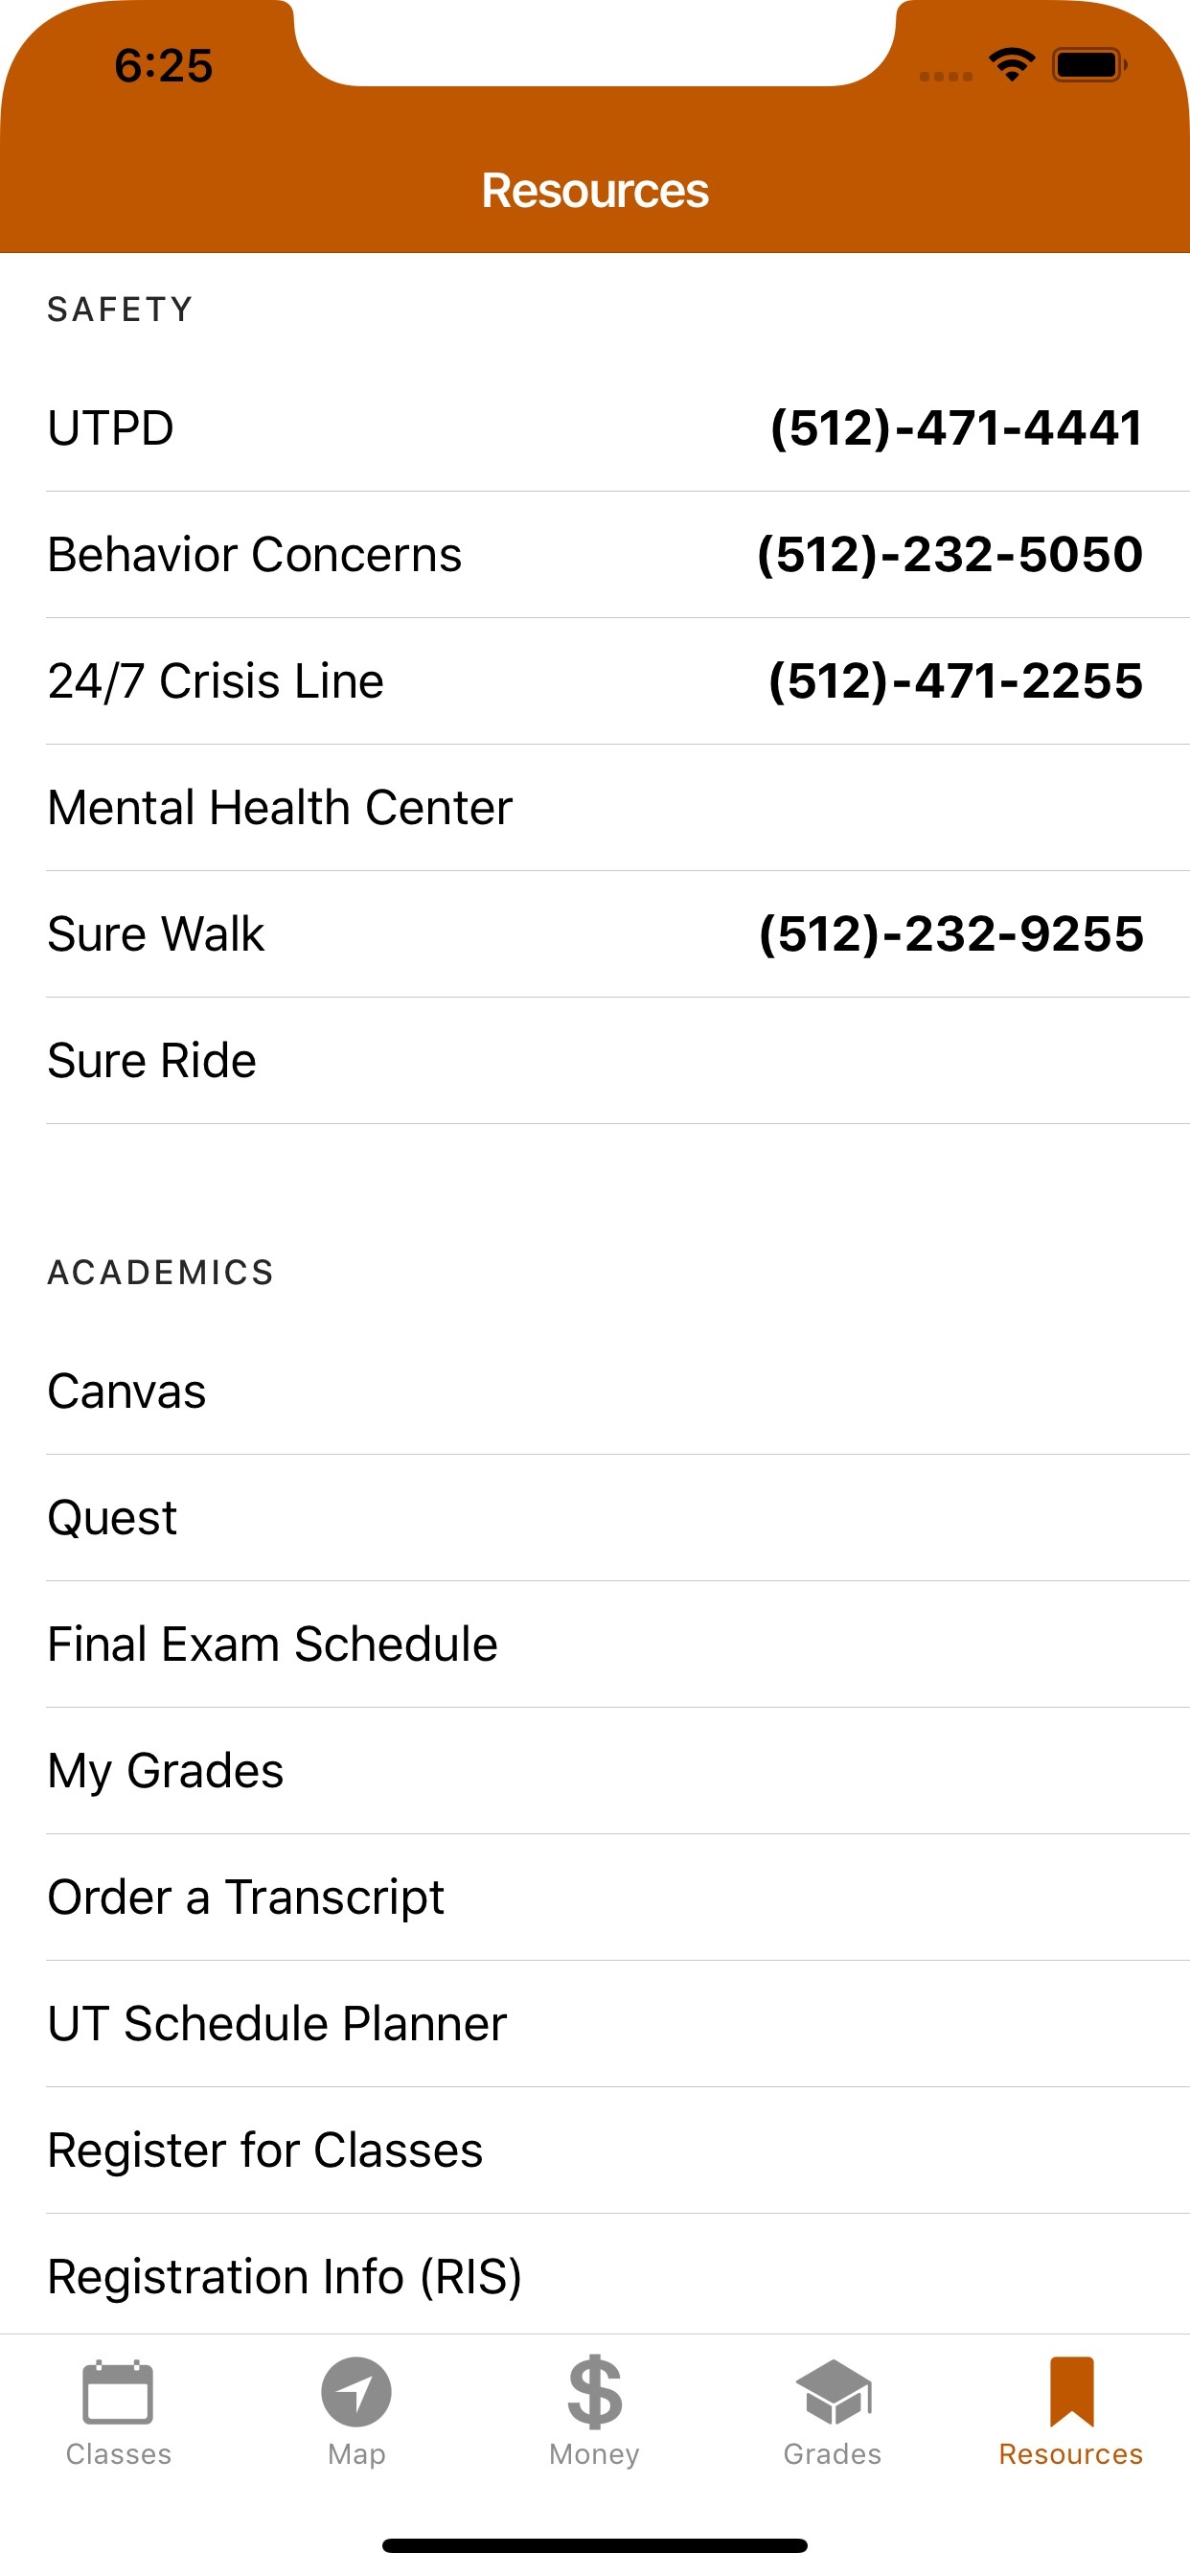 6:25
Resources
SAFETY
UTPD (512)-471-4441
Behavior Concerns (512)-232-5050
24/7 Crisis Line (512)-471-2255
Mental Health Center
Sure Walk (512)-232-9255
Sure Ride
ACADEMICS
Canvas
Quest
Final Exam Schedule
My Grades
Order a Transcript
UT Schedule Planner
Register for Classes
Registration Info (RIS)
Classes Map Money Grades Resources